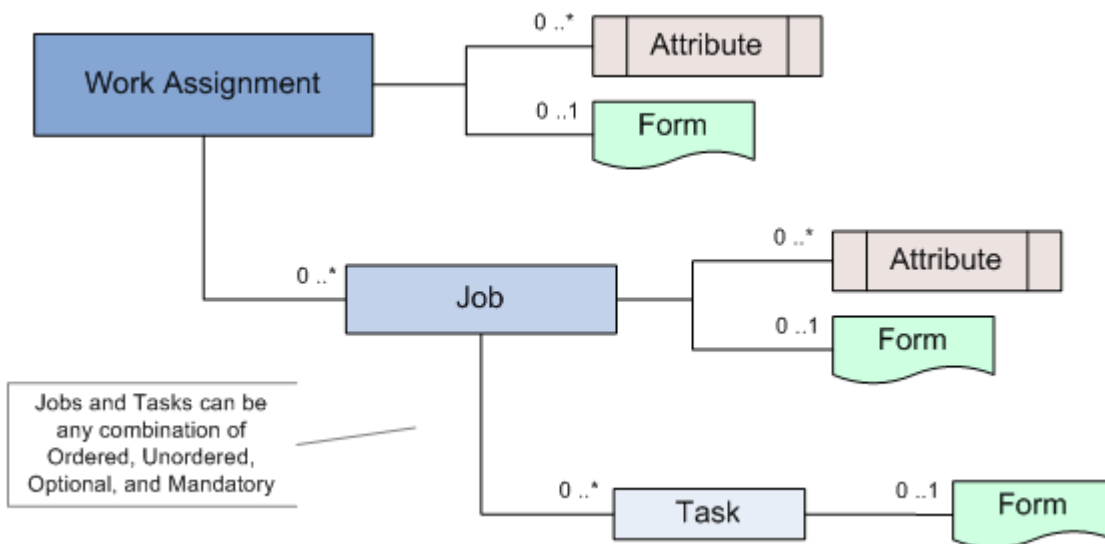 0 ..*
Attribute
Work Assignment
0 ..1
Form
0 ..*
Attribute
0 ..*
Job
0 ..1
Form
Jobs and Tasks can be
any combination of
Ordered, Unordered,
Optional, and Mandatory
0 ..*
Task
0 ..1
Form